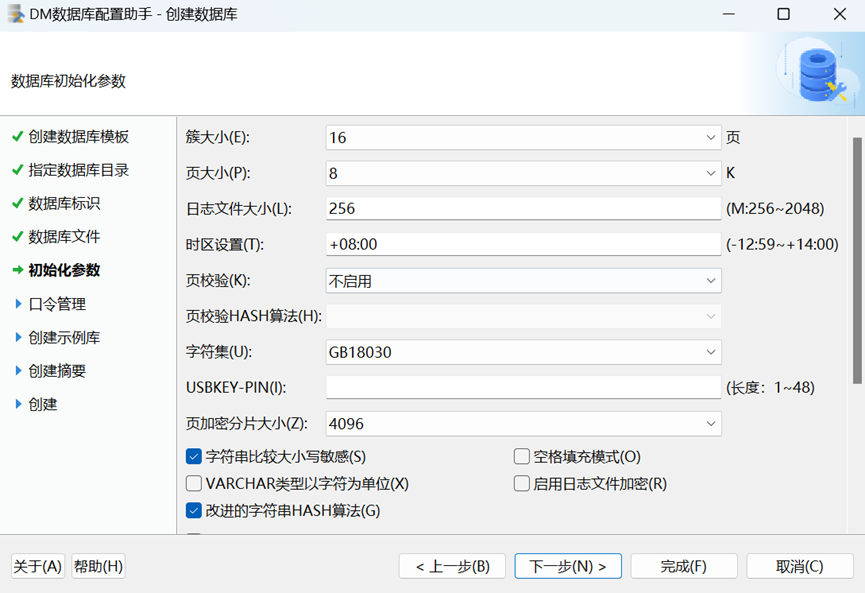 DM数据库配置助手 - 创建数据库
数据库初始化参数
创建数据库模板
指定数据库目录
数据库标识
数据库文件
初始化参数
口令管理
创建示例库
创建摘要
创建
簇大小(E): 16 页
页大小(P): 8 K
日志文件大小(L): 256 (M:256~2048)
时区设置(T): +08:00 (-12:59~+14:00)
页校验(K): 不启用
页校验HASH算法(H):
字符集(U): GB18030
USBKEY-PIN(I): (长度：1~48)
页加密分片大小(Z): 4096
字符串比较大小写敏感(S) 空格填充模式(O)
VARCHAR类型以字符为单位(X) 启用日志文件加密(R)
改进的字符串HASH算法(G)
关于(A) 帮助(H) < 上一步(B) 下一步(N) > 完成(F) 取消(C)